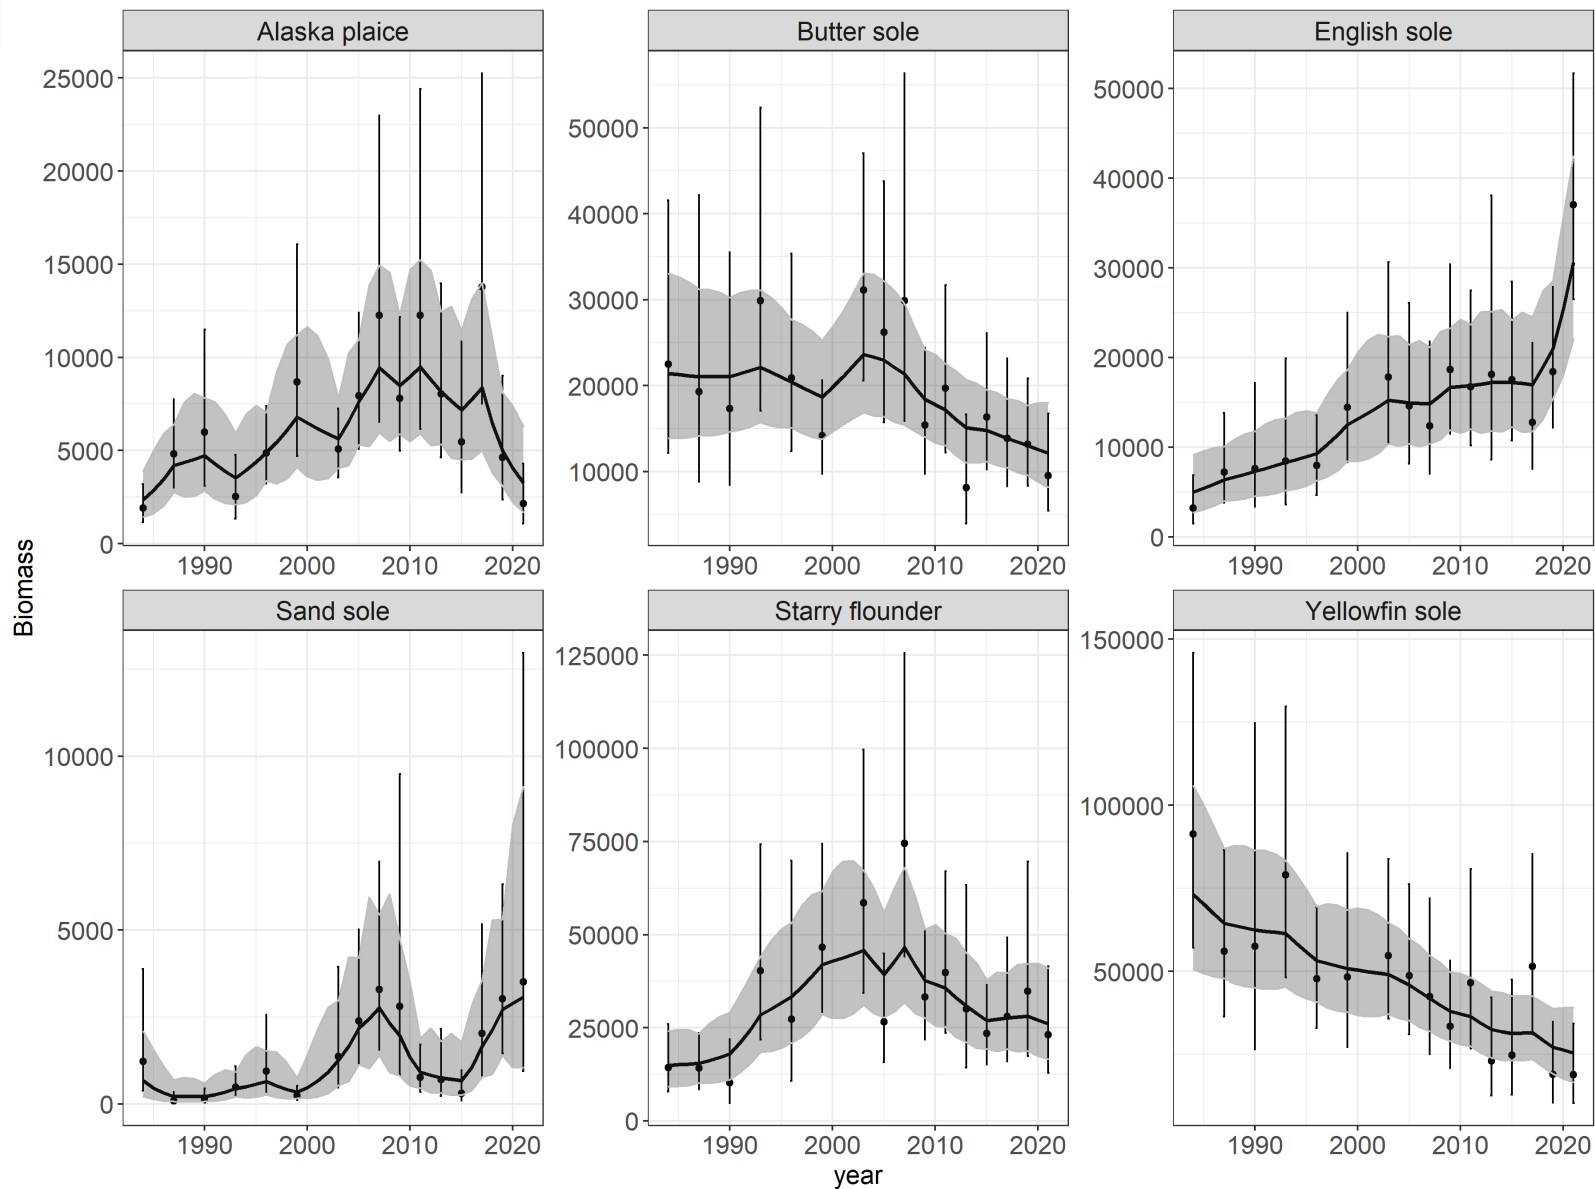 Alaska plaice
Butter sole
English sole
25000
20000
15000
10000
5000
0
50000
40000
30000
20000
10000
50000
40000
30000
20000
10000
0
1990 2000 2010 2020
1990 2000 2010 2020
1990 2000 2010 2020
Biomass
Sand sole
Starry flounder
Yellowfin sole
10000
5000
0
125000
100000
75000
50000
25000
0
150000
100000
50000
1990 2000 2010 2020
1990 2000 2010 2020
1990 2000 2010 2020
year